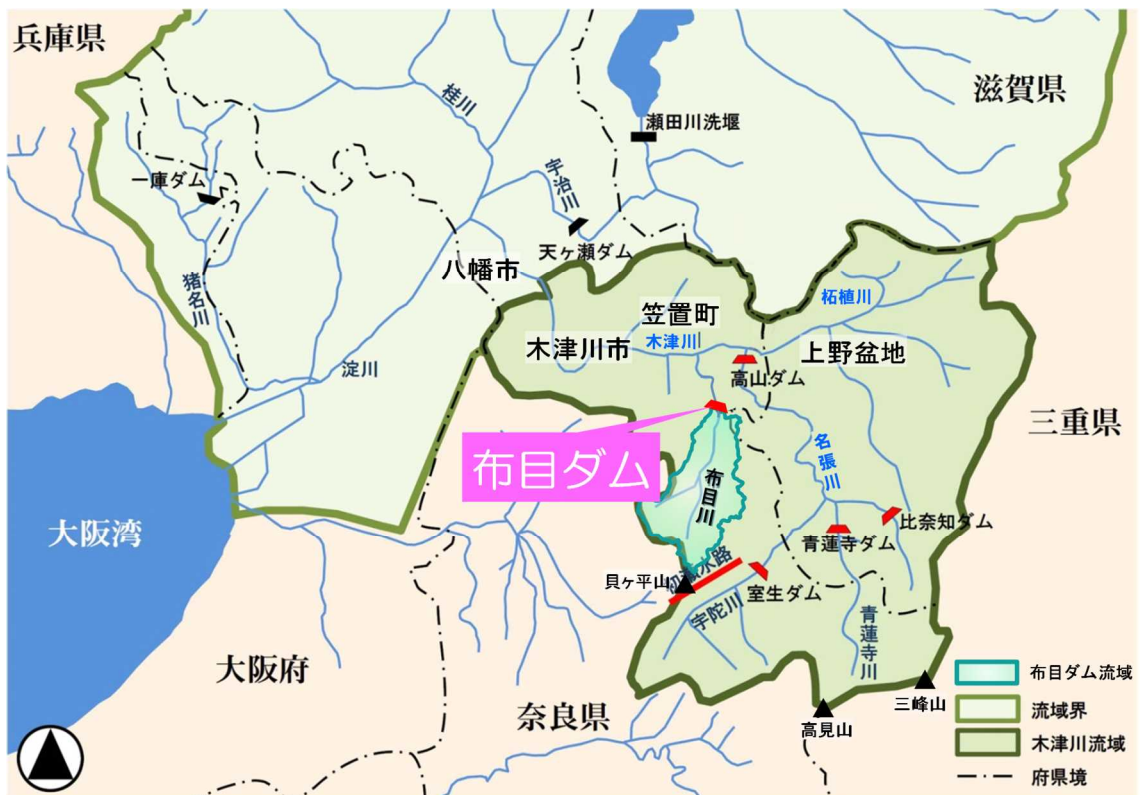 兵庫県
滋賀県
桂川
瀬田川洗堰
一庫ダム
宇治川
天ヶ瀬ダム
八幡市
猪名川
柘植川
笠置町
木津川
木津川市
上野盆地
淀川
高山ダム
三重県
布目ダム
名張川
布目川
大阪湾
比奈知ダム
青蓮寺ダム
水路
貝ヶ平山
室生ダム
宇陀川
青蓮寺川
大阪府
奈良県
三峰山
高見山
布目ダム流域
流域界
木津川流域
府県境